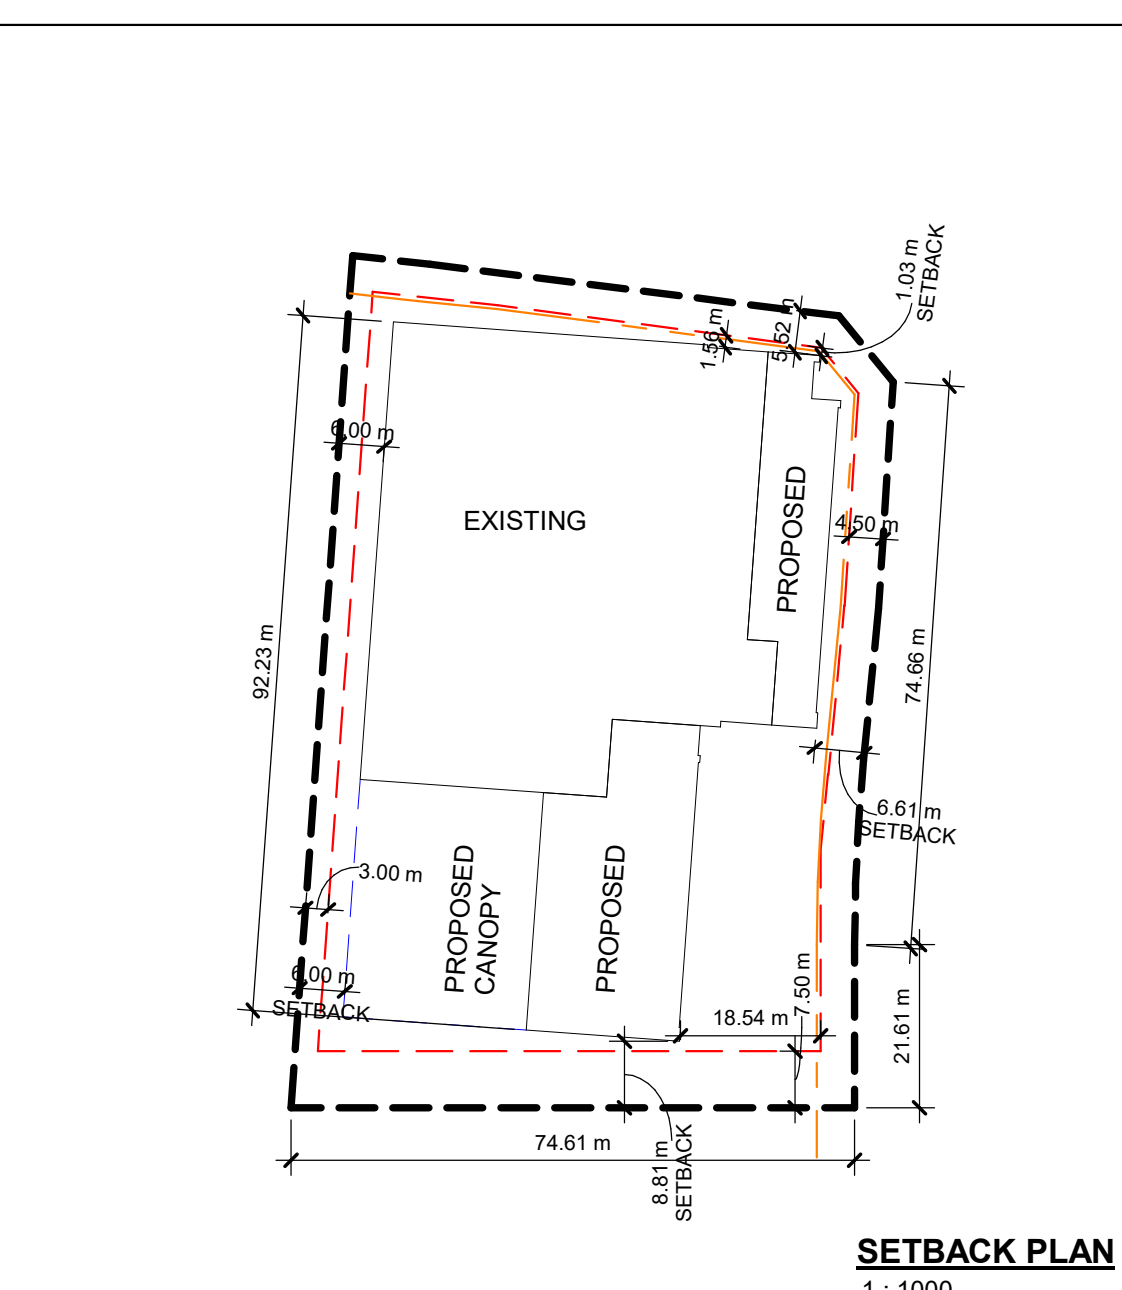 1.03 m
SETBACK
1.56 m
5.52 m
6.00 m
EXISTING
PROPOSED
4.50 m
92.23 m
74.66 m
6.61 m
SETBACK
3.00 m
PROPOSED
CANOPY
PROPOSED
6.00 m
SETBACK
7.50 m
18.54 m
21.61 m
74.61 m
8.81 m
SETBACK
SETBACK PLAN
1 : 1000